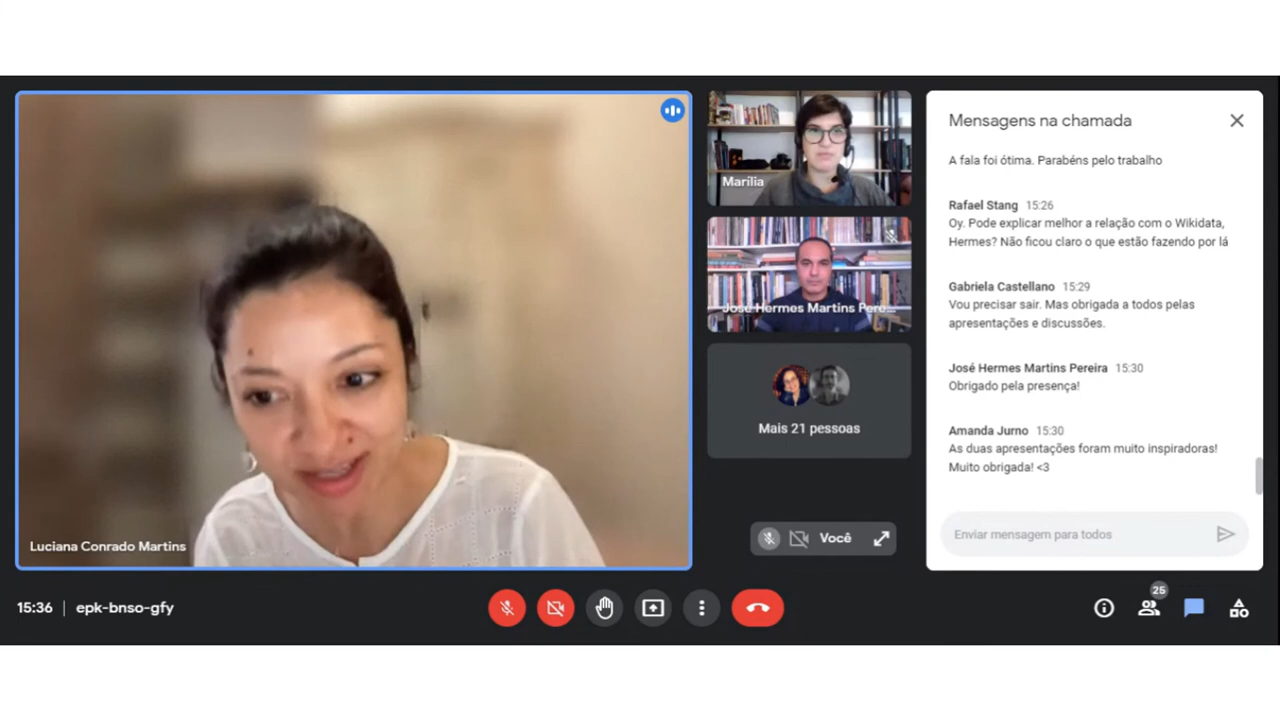 Luciana Conrado Martins
Marília
José Hermes Martins Pere...
Mais 21 pessoas
Você
Mensagens na chamada
A fala foi ótima. Parabéns pelo trabalho
Rafael Stang 15:26
Oy. Pode explicar melhor a relação com o Wikidata,
Hermes? Não ficou claro o que estão fazendo por lá
Gabriela Castellano 15:29
Vou precisar sair. Mas obrigada a todos pelas
apresentações e discussões.
José Hermes Martins Pereira 15:30
Obrigado pela presença!
Amanda Jurno 15:30
As duas apresentações foram muito inspiradoras!
Muito obrigada! <3
Enviar mensagem para todos
15:36 | epk-bnso-gfy
25